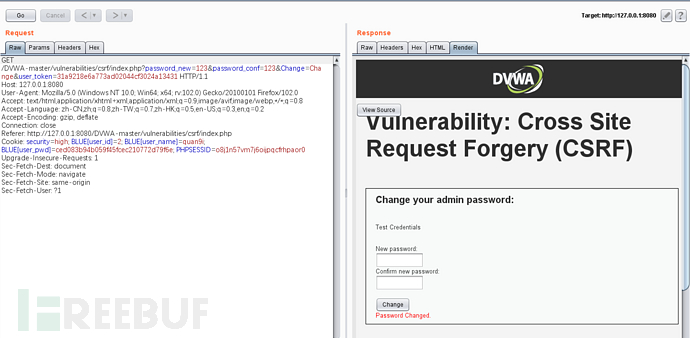 Go
Cancel
<
>
Target: http://127.0.0.1:8080
?
Request
Response
Raw
Params
Headers
Hex
Raw
Headers
Hex
HTML
Render
GET
/DVWA-master/vulnerabilities/csrf/index.php?password_new=123&password_conf=123&Change=Cha
nge&user_token=31a9218e6a773ad02044cf3024a13431 HTTP/1.1
Host: 127.0.0.1:8080
User-Agent: Mozilla/5.0 (Windows NT 10.0; Win64; x64; rv:102.0) Gecko/20100101 Firefox/102.0
Accept: text/html,application/xhtml+xml,application/xml;q=0.9,image/avif,image/webp,*/*;q=0.8
Accept-Language: zh-CN,zh;q=0.8,zh-TW;q=0.7,zh-HK;q=0.5,en-US;q=0.3,en;q=0.2
Accept-Encoding: gzip, deflate
Connection: close
Referer: http://127.0.0.1:8080/DVWA-master/vulnerabilities/csrf/index.php
Cookie: security=high; BLUE[user_id]=2; BLUE[user_name]=quan9i;
BLUE[user_pwd]=ced083b94b059f45fcec210772d79f6e; PHPSESSID=o8j1n57vm7j6oijpqcfrhpaor0
Upgrade-Insecure-Requests: 1
Sec-Fetch-Dest: document
Sec-Fetch-Mode: navigate
Sec-Fetch-Site: same-origin
Sec-Fetch-User: ?1
REEBUF
DVWA
View Source
Vulnerability: Cross Site
Request Forgery (CSRF)
Change your admin password:
Test Credentials
New password:
Confirm new password:
Change
Password Changed.